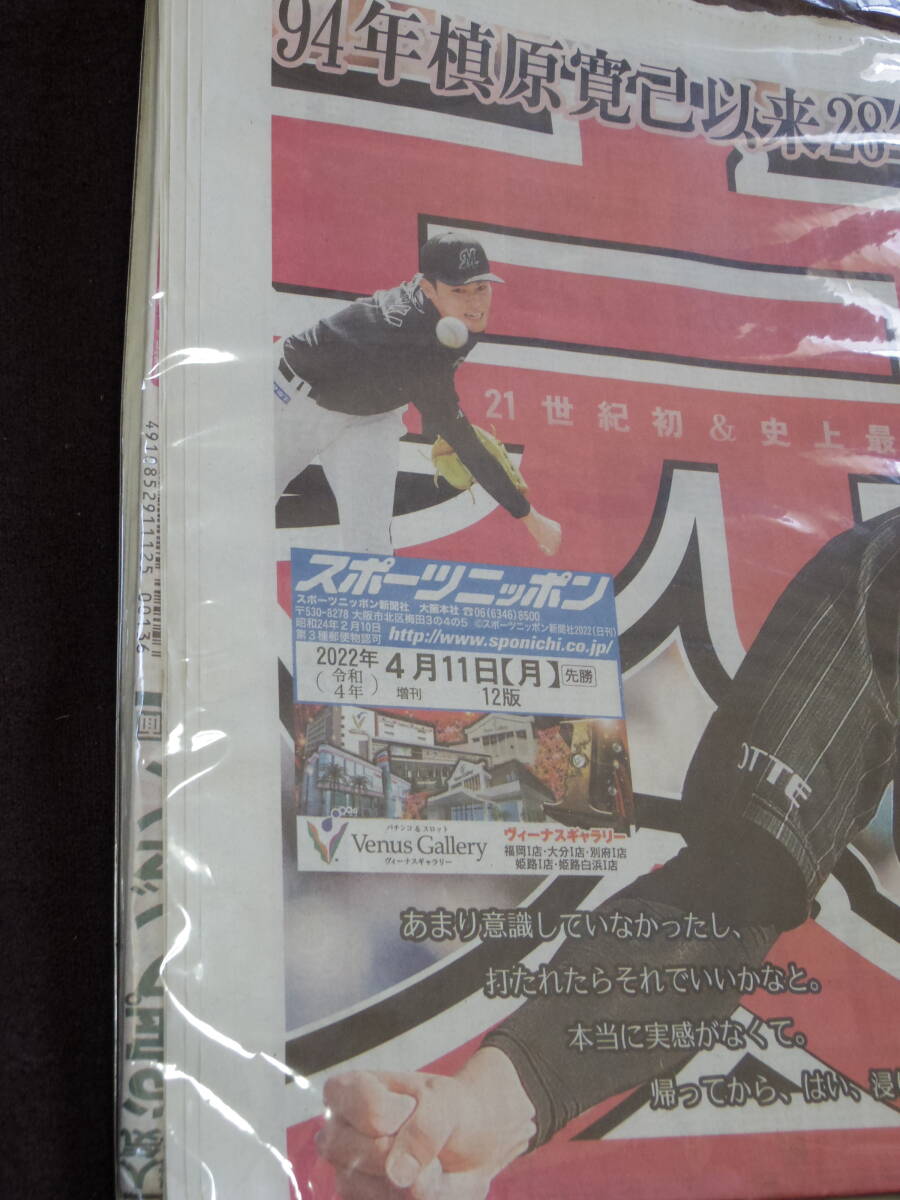 94年槙原寛己以来28
21世紀初&史上最
M
スポーツニッポン
スポーツニッポン新聞社 大阪本社 ☎06(6346)8500
〒530-8278 大阪市北区梅田3の4の5 ©スポーツニッポン新聞社2022(日刊)
昭和24年2月10日
第3種郵便物認可 http://www.sponichi.co.jp/
2022年(令和4年) 4月11日【月】 先勝
増刊 12版
パチンコ&スロット
Venus Gallery
ヴィーナスギャラリー
ヴィーナスギャラリー
福岡I店・大分I店・別府I店
姫路I店・姫路白浜I店
OTTE
あまり意識していなかったし、
打たれたらそれでいいかなと。
本当に実感がなくて。
帰ってから、はい、浸
4910852911125 00136